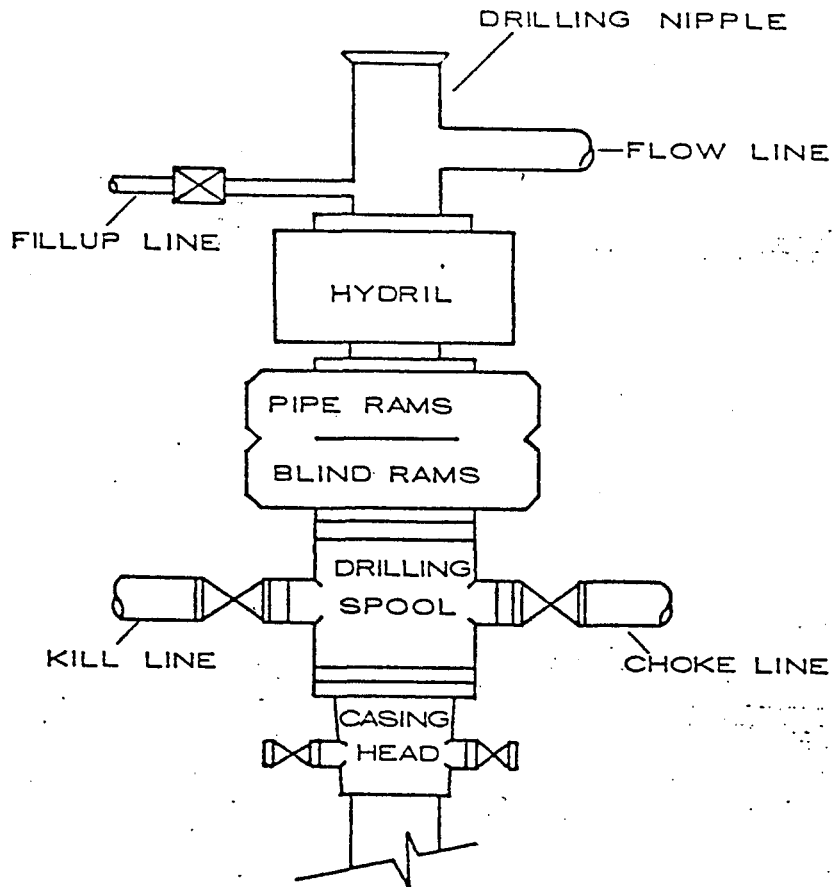 DRILLING NIPPLE
FLOW LINE
FILLUP LINE
HYDRIL
PIPE RAMS
BLIND RAMS
DRILLING
SPOOL
KILL LINE
CHOKE LINE
CASING
HEAD